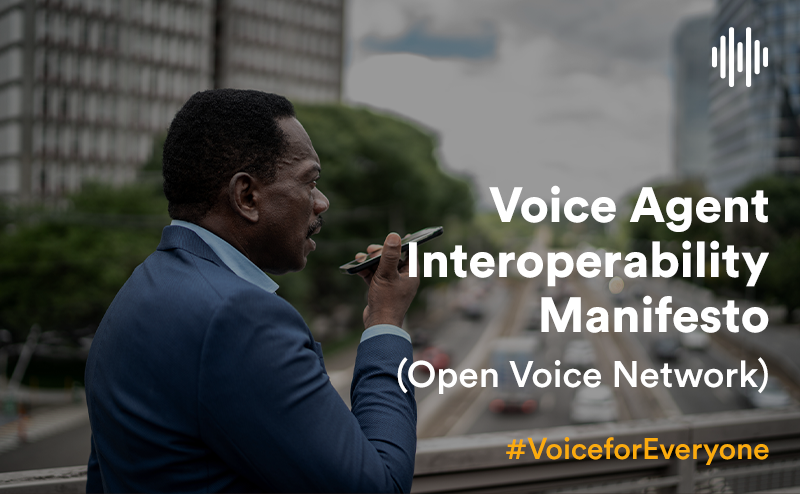 Voice Agent
Interoperability
Manifesto
(Open Voice Network)
#VoiceforEveryone